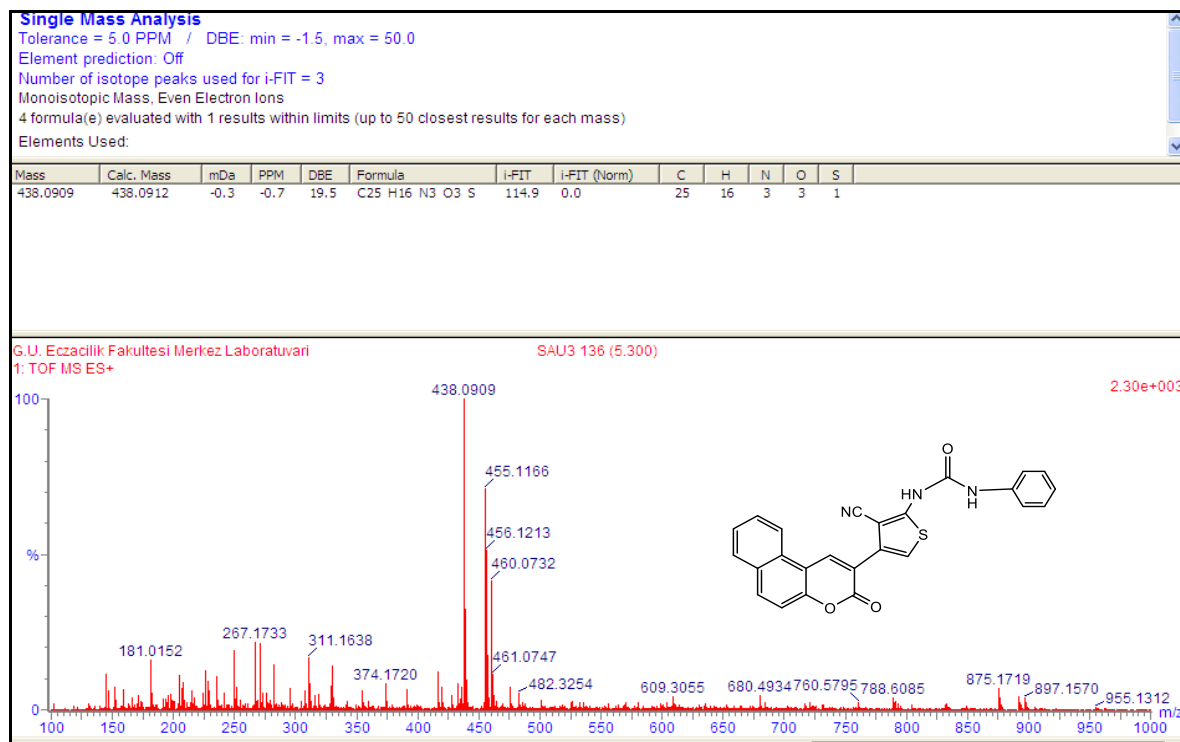 Single Mass Analysis
Tolerance = 5.0 PPM / DBE: min = -1.5, max = 50.0
Element prediction: Off
Number of isotope peaks used for i-FIT = 3
Monoisotopic Mass, Even Electron Ions
4 formula(e) evaluated with 1 results within limits (up to 50 closest results for each mass)
Elements Used:
Mass Calc. Mass mDa PPM DBE Formula i-FIT i-FIT (Norm) C H N O S
438.0909 438.0912 -0.3 -0.7 19.5 C25 H16 N3 O3 S 114.9 0.0 25 16 3 3 1
G.U. Eczacilik Fakultesi Merkez Laboratuvari SAU3 136 (5.300)
1: TOF MS ES+
2.30e+003
100
438.0909
455.1166
456.1213
%
460.0732
267.1733
311.1638
181.0152
374.1720
461.0747
482.3254
609.3055
680.4934
760.5795
788.6085
875.1719
897.1570
955.1312
0
m/z
100 150 200 250 300 350 400 450 500 550 600 650 700 750 800 850 900 950 1000
O
HN
N
H
NC
S
O
O